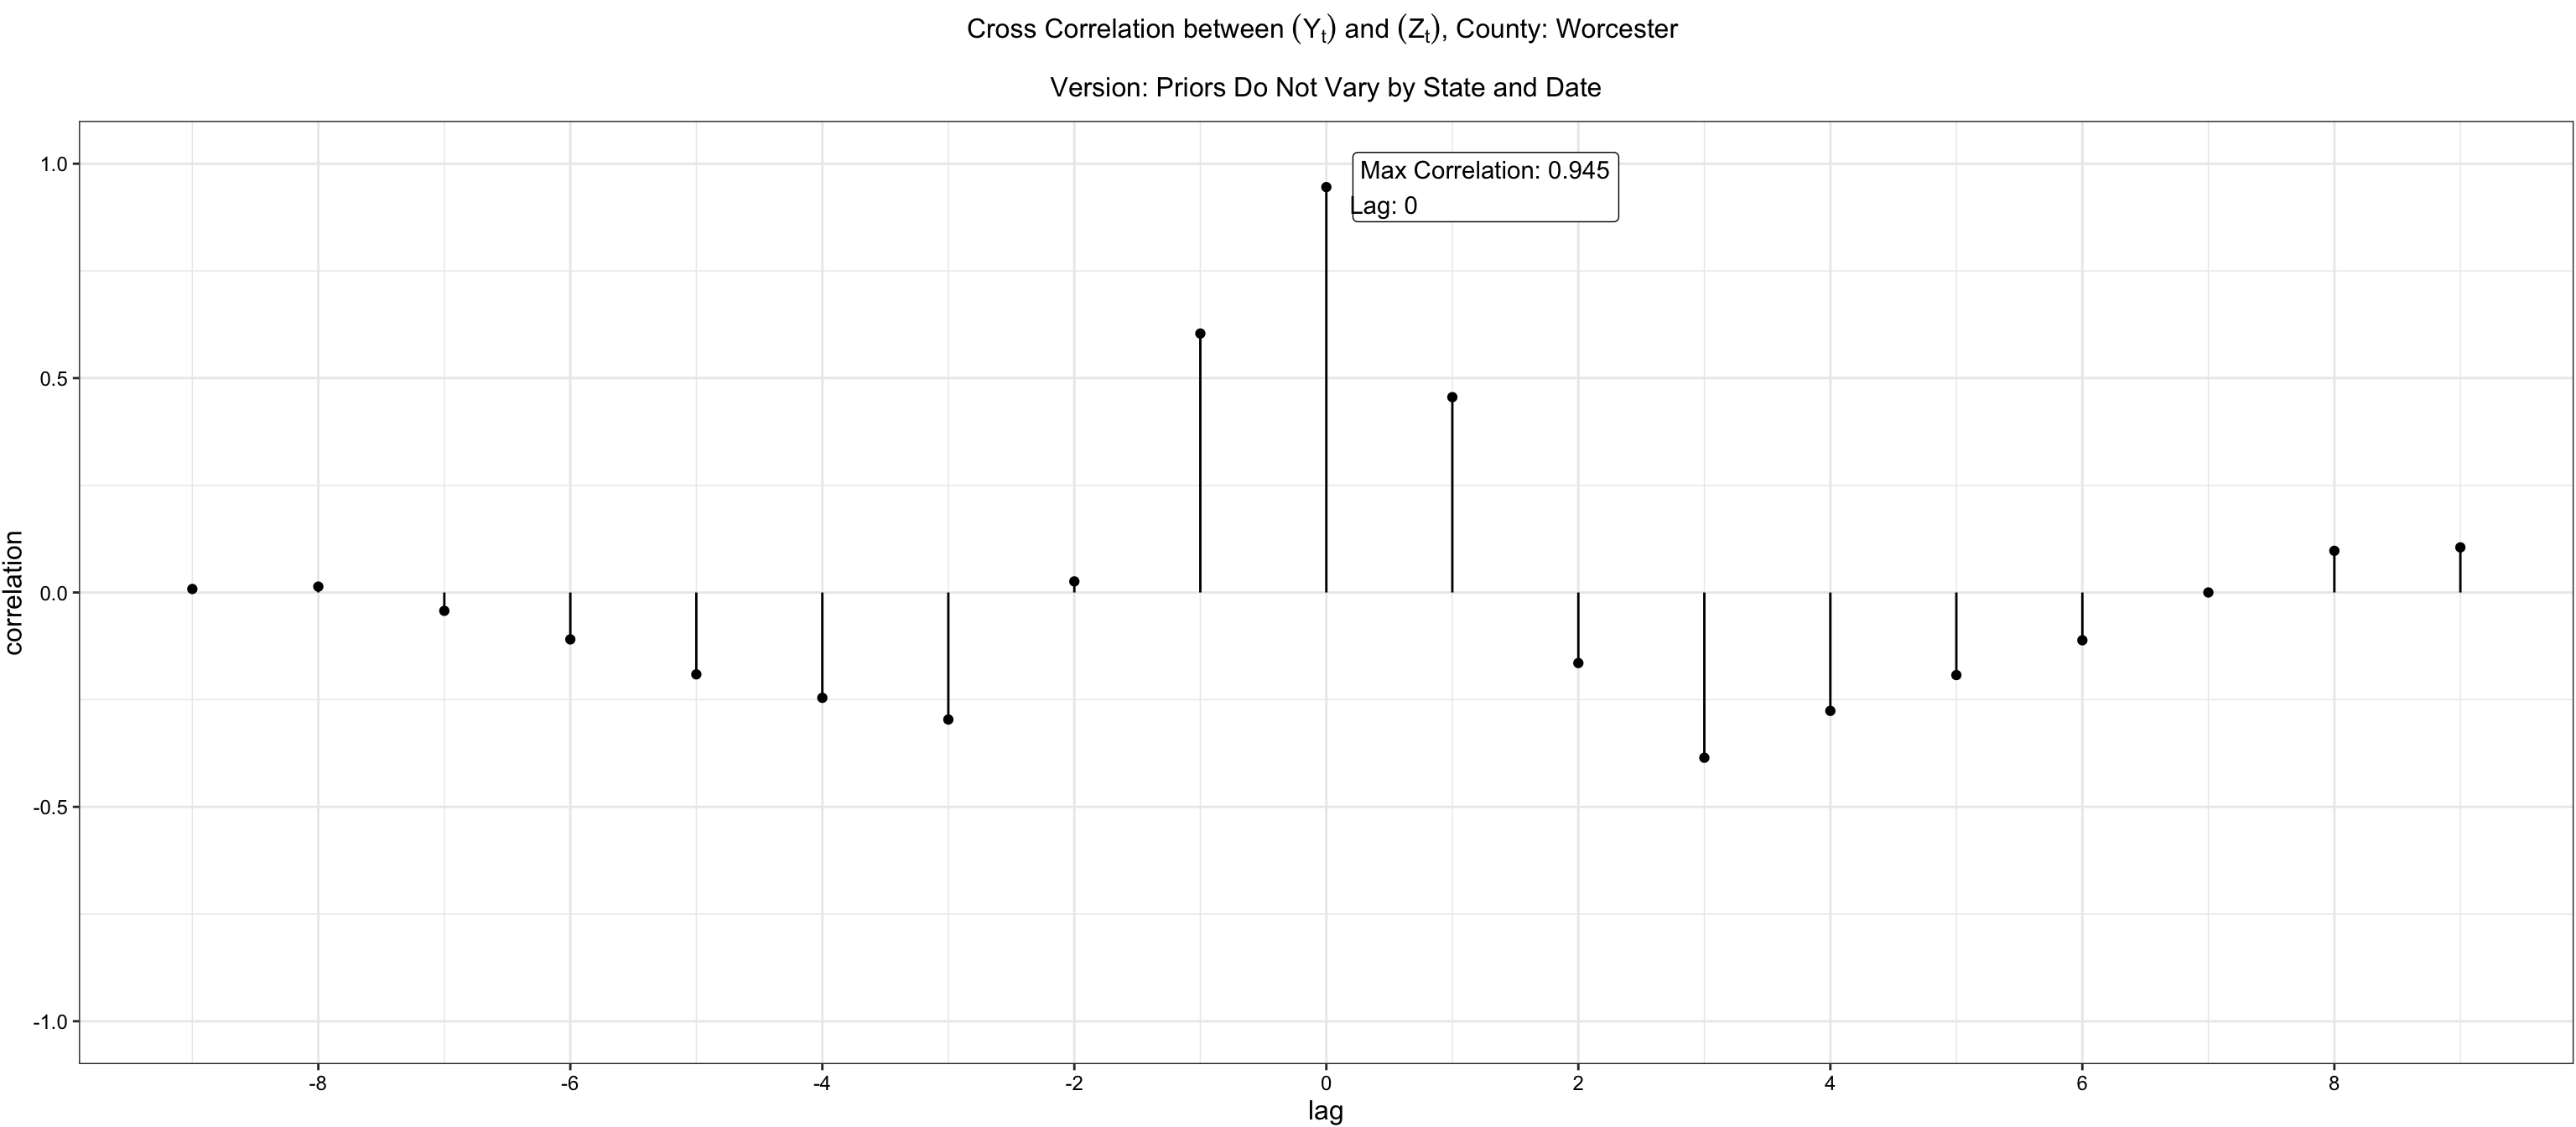 Cross Correlation between (Yt) and (Zt), County: Worcester
Version: Priors Do Not Vary by State and Date
Max Correlation: 0.945
Lag: 0
1.0
0.5
0.0
-0.5
-1.0
correlation
-8 -6 -4 -2 0 2 4 6 8
lag